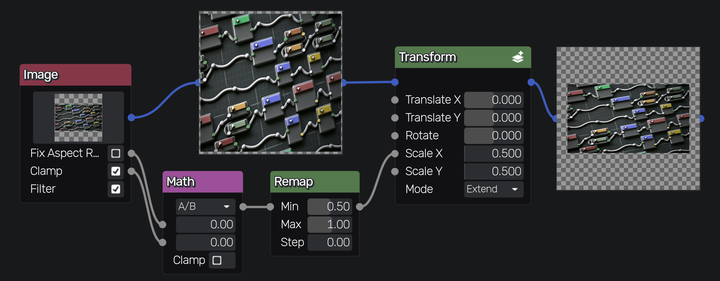 Image
Fix Aspect R...
Clamp
Filter
Math
A/B
0.00
0.00
Clamp
Remap
Min 0.50
Max 1.00
Step 0.00
Transform
Translate X 0.000
Translate Y 0.000
Rotate 0.000
Scale X 0.500
Scale Y 0.500
Mode Extend